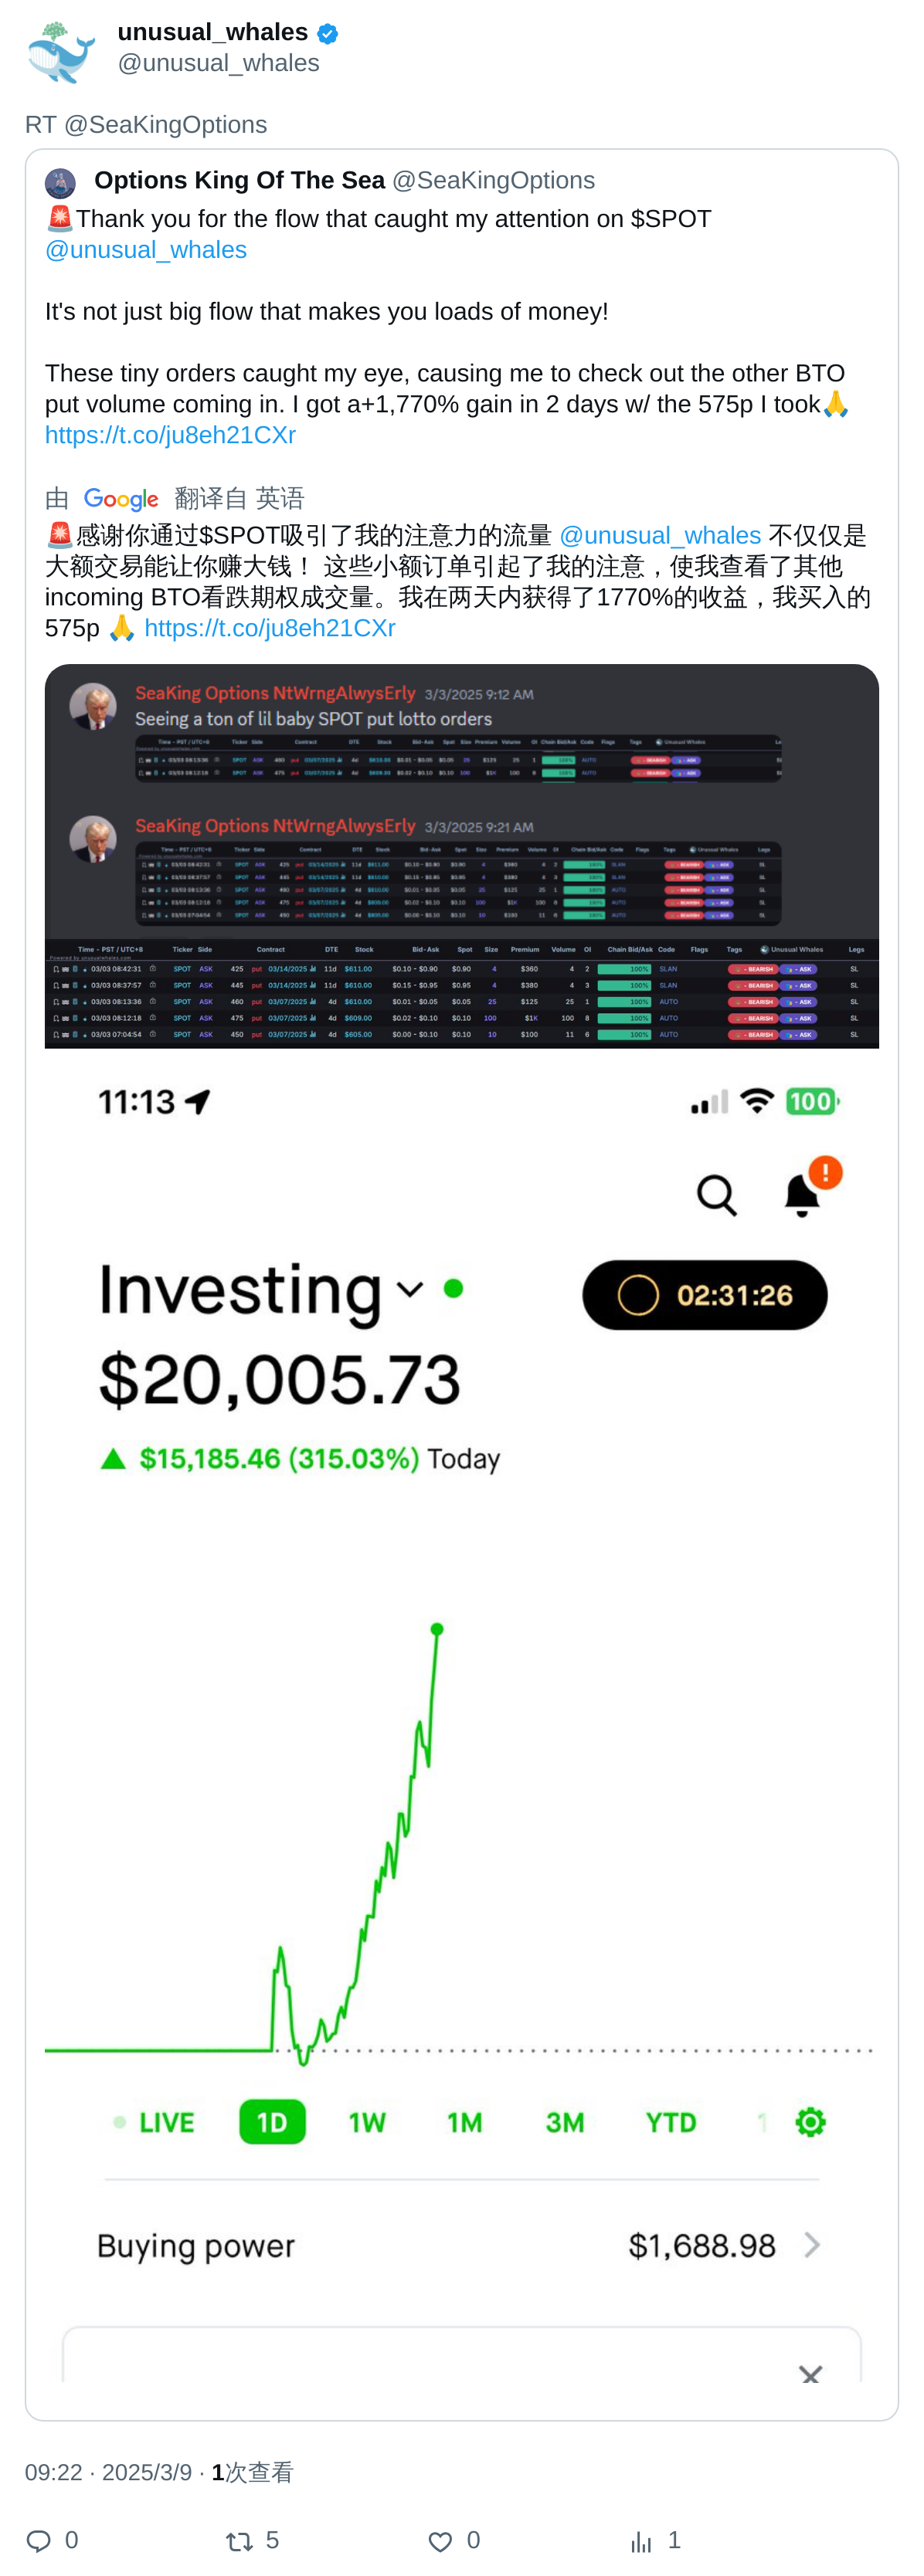 unusual_whales
@unusual_whales
RT @SeaKingOptions
Options King Of The Sea @SeaKingOptions
🚨Thank you for the flow that caught my attention on $SPOT
@unusual_whales
It's not just big flow that makes you loads of money!
These tiny orders caught my eye, causing me to check out the other BTO
put volume coming in. I got a+1,770% gain in 2 days w/ the 575p I took🙏
https://t.co/ju8eh21CXr
由 Google 翻译自 英语
🚨感谢你通过$SPOT吸引了我的注意力的流量 @unusual_whales 不仅仅是
大额交易能让你赚大钱！ 这些小额订单引起了我的注意，使我查看了其他
incoming BTO看跌期权成交量。我在两天内获得了1770%的收益，我买入的
575p 🙏 https://t.co/ju8eh21CXr
SeaKing Options NtWrngAlwysErly 3/3/2025 9:12 AM
Seeing a ton of lil baby SPOT put lotto orders
SeaKing Options NtWrngAlwysErly 3/3/2025 9:21 AM
Time - PST / UTC+8 Ticker Side Contract DTE Stock Bid-Ask Spot Size Premium Volume OI Chain Bid/Ask Code Flags Tags Unusual Whales Legs
Powered by unusualwhales.com
03/03 08:42:31 SPOT ASK 425 put 03/14/2025 11d $611.00 $0.10 - $0.90 $0.90 4 $360 4 2 100% SLAN - BEARISH - ASK SL
03/03 08:37:57 SPOT ASK 445 put 03/14/2025 11d $610.00 $0.15 - $0.95 $0.95 4 $380 4 3 100% SLAN - BEARISH - ASK SL
03/03 08:13:36 SPOT ASK 460 put 03/07/2025 4d $610.00 $0.01 - $0.05 $0.05 25 $125 25 1 100% AUTO - BEARISH - ASK SL
03/03 08:12:18 SPOT ASK 475 put 03/07/2025 4d $609.00 $0.02 - $0.10 $0.10 100 $1K 100 8 100% AUTO - BEARISH - ASK SL
03/03 07:04:54 SPOT ASK 450 put 03/07/2025 4d $605.00 $0.00 - $0.10 $0.10 10 $100 11 6 100% AUTO - BEARISH - ASK SL
11:13 100
Investing 02:31:26
$20,005.73
▲ $15,185.46 (315.03%) Today
LIVE 1D 1W 1M 3M YTD 1
Buying power $1,688.98
09:22 · 2025/3/9 · 1次查看
0 5 0 1